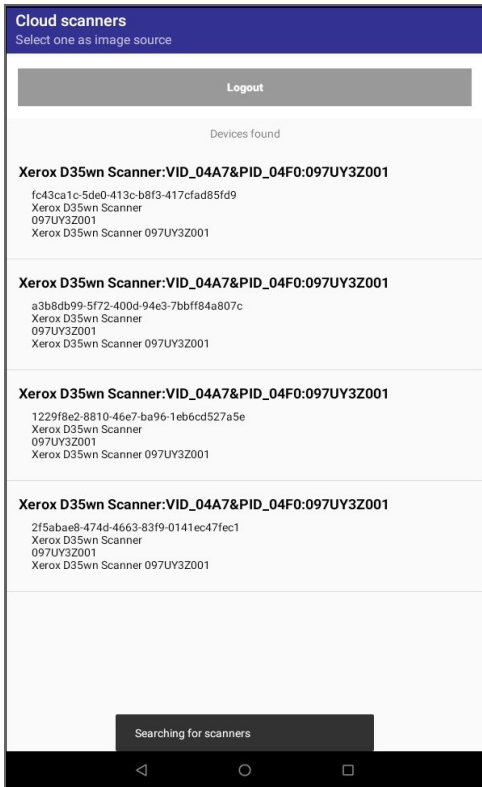 Cloud scanners
Select one as image source
Logout
Devices found
Xerox D35wn Scanner:VID_04A7&PID_04F0:097UY3Z001
fc43ca1c-5de0-413c-b8f3-417cfad85fd9
Xerox D35wn Scanner
097UY3Z001
Xerox D35wn Scanner 097UY3Z001
Xerox D35wn Scanner:VID_04A7&PID_04F0:097UY3Z001
a3b8db99-5f72-400d-94e3-7bbff84a807c
Xerox D35wn Scanner
097UY3Z001
Xerox D35wn Scanner 097UY3Z001
Xerox D35wn Scanner:VID_04A7&PID_04F0:097UY3Z001
1229f8e2-8810-46e7-ba96-1eb6cd527a5e
Xerox D35wn Scanner
097UY3Z001
Xerox D35wn Scanner 097UY3Z001
Xerox D35wn Scanner:VID_04A7&PID_04F0:097UY3Z001
2f5abae8-474d-4663-83f9-0141ec47fec1
Xerox D35wn Scanner
097UY3Z001
Xerox D35wn Scanner 097UY3Z001
Searching for scanners